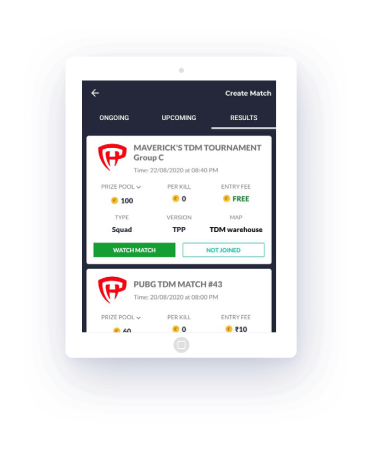 Create Match
ONGOING UPCOMING RESULTS
MAVERICK'S TDM TOURNAMENT
Group C
Time: 22/08/2020 at 08:40 PM
PRIZE POOL PER KILL ENTRY FEE
100 0 FREE
TYPE VERSION MAP
Squad TPP TDM warehouse
WATCH MATCH NOT JOINED
PUBG TDM MATCH #43
Time: 20/08/2020 at 08:00 PM
PRIZE POOL PER KILL ENTRY FEE
60 0 ₹10